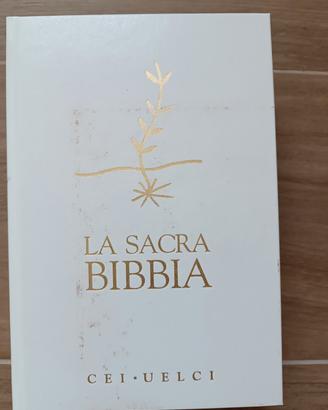 LA SACRA
BIBBIA
CEI · UELCI